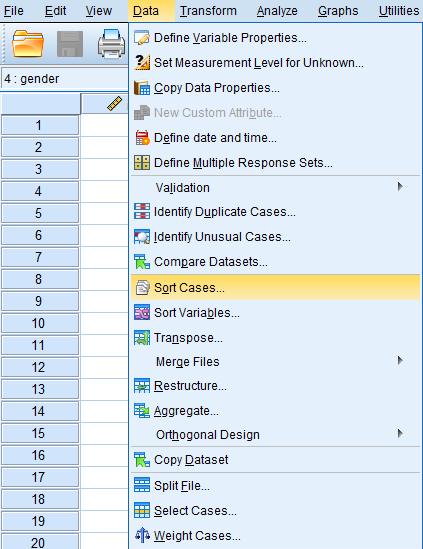 File Edit View Data Transform Analyze Graphs Utilities
4 : gender
Define Variable Properties...
Set Measurement Level for Unknown...
Copy Data Properties...
New Custom Attribute...
Define date and time...
Define Multiple Response Sets...
Validation
Identify Duplicate Cases...
Identify Unusual Cases...
Compare Datasets...
Sort Cases...
Sort Variables...
Transpose...
Merge Files
Restructure...
Aggregate...
Orthogonal Design
Copy Dataset
Split File...
Select Cases...
Weight Cases...
1
2
3
4
5
6
7
8
9
10
11
12
13
14
15
16
17
18
19
20